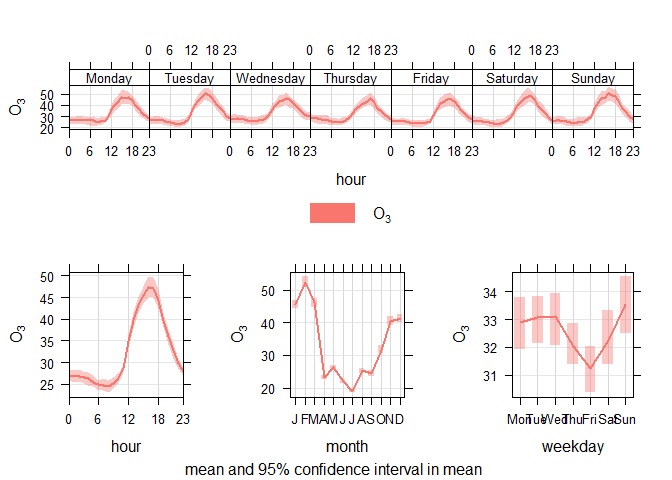 0 6 12 18 23 0 6 12 18 23 0 6 12 18 23
Monday Tuesday Wednesday Thursday Friday Saturday Sunday
O3
50
40
30
20
0 6 12 18 23 0 6 12 18 23 0 6 12 18 23 0 6 12 18 23
hour
O3
O3
50
45
40
35
30
25
0 6 12 23
hour
O3
50
40
30
20
J F M A M J J A S O N D
month
O3
34
33
32
31
Mon Tue Wed Thu Fri Sat Sun
weekday
mean and 95% confidence interval in mean